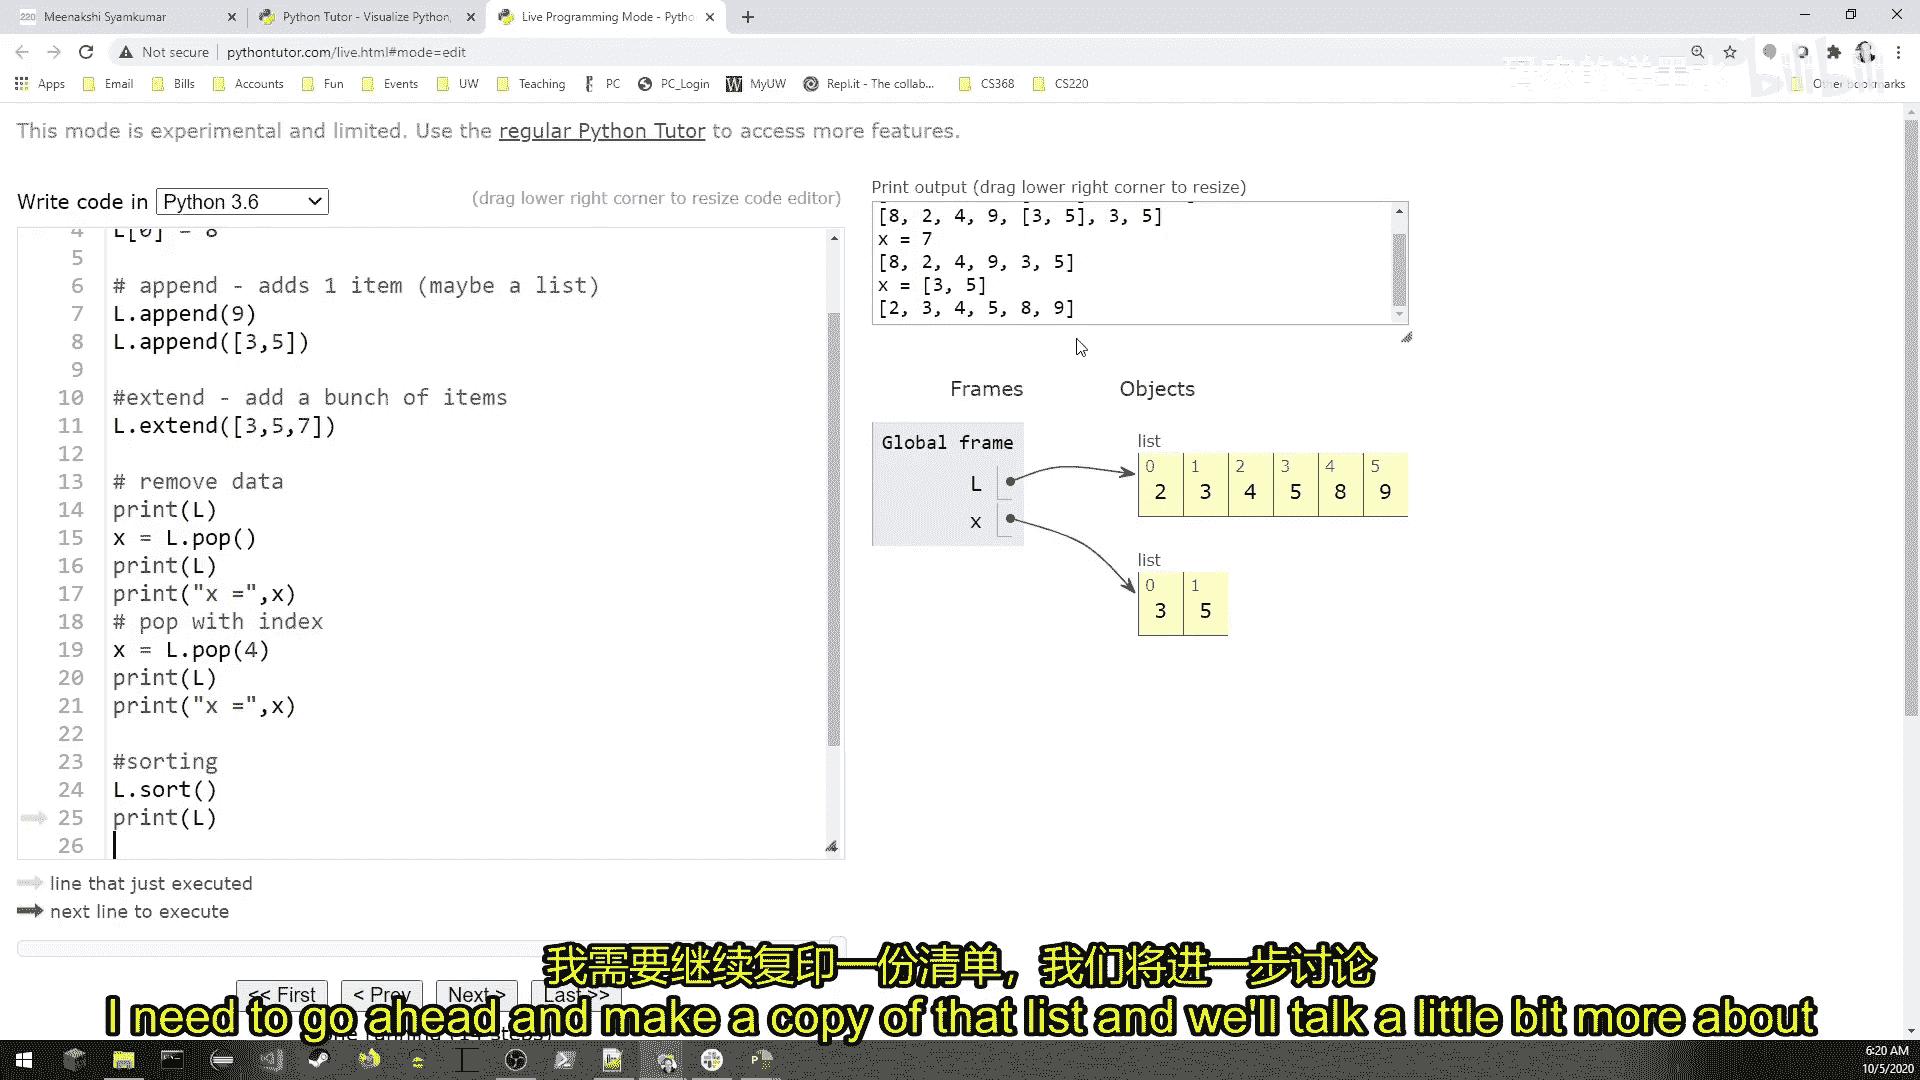 Meenakshi Syamkumar
Python Tutor - Visualize Python,
Live Programming Mode - Pytho
Not secure
pythontutor.com/live.html#mode=edit
Apps Email Bills Accounts Fun Events UW Teaching PC PC_Login MyUW Repl.it - The collab... CS368 CS220 Other bookmarks
This mode is experimental and limited. Use the regular Python Tutor to access more features.
Write code in Python 3.6
(drag lower right corner to resize code editor)
4 L[0] = 8
5
6 # append - adds 1 item (maybe a list)
7 L.append(9)
8 L.append([3,5])
9
10 #extend - add a bunch of items
11 L.extend([3,5,7])
12
13 # remove data
14 print(L)
15 x = L.pop()
16 print(L)
17 print("x =",x)
18 # pop with index
19 x = L.pop(4)
20 print(L)
21 print("x =",x)
22
23 #sorting
24 L.sort()
25 print(L)
26
line that just executed
next line to execute
<< First < Prev Next > Last >>
Print output (drag lower right corner to resize)
[8, 2, 4, 9, [3, 5], 3, 5]
x = 7
[8, 2, 4, 9, 3, 5]
x = [3, 5]
[2, 3, 4, 5, 8, 9]
Frames Objects
Global frame
L
x
list
0 1 2 3 4 5
2 3 4 5 8 9
list
0 1
3 5
我需要继续复印一份清单，我们将进一步讨论
I need to go ahead and make a copy of that list and we'll talk a little bit more about
6:20 AM
10/5/2020